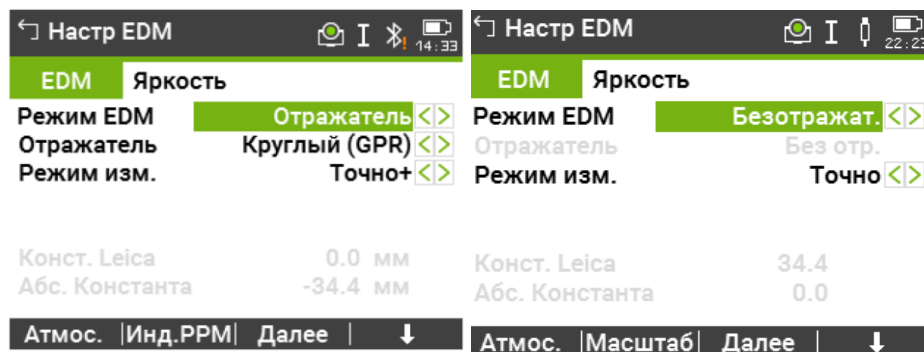 Настр EDM
I
14:33
EDM Яркость
Режим EDM Отражатель
Отражатель Круглый (GPR)
Режим изм. Точно+
Конст. Leica 0.0 мм
Абс. Константа -34.4 мм
Атмос. |Инд.PPM| Далее |
Настр EDM
I
22:23
EDM Яркость
Режим EDM Безотражат.
Отражатель Без отр.
Режим изм. Точно
Конст. Leica 34.4
Абс. Константа 0.0
Атмос. |Масштаб| Далее |